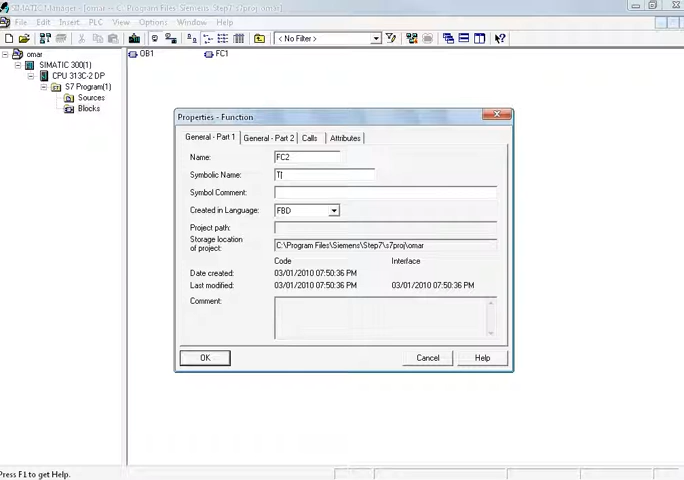 SIMATIC Manager - [omar -- C:\Program Files\Siemens\Step7\s7proj\omar]
File Edit Insert PLC View Options Window Help
< No Filter >
omar
SIMATIC 300(1)
CPU 313C-2 DP
S7 Program(1)
Sources
Blocks
OB1 FC1
Properties - Function
General - Part 1 General - Part 2 Calls Attributes
Name: FC2
Symbolic Name: T
Symbol Comment:
Created in Language: FBD
Project path:
Storage location
of project: C:\Program Files\Siemens\Step7\s7proj\omar
Code Interface
Date created: 03/01/2010 07:50:36 PM
Last modified: 03/01/2010 07:50:36 PM 03/01/2010 07:50:36 PM
Comment:
OK Cancel Help
Press F1 to get Help.